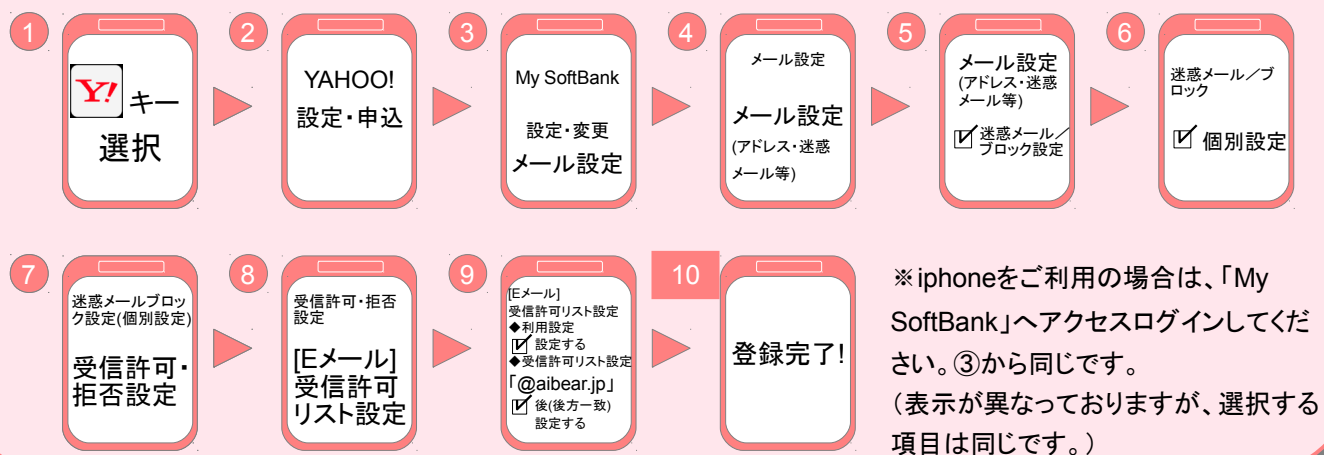 1
Y! キー
選択
2
YAHOO!
設定・申込
3
My SoftBank
設定・変更
メール設定
4
メール設定
メール設定
(アドレス・迷惑
メール等)
5
メール設定
(アドレス・迷惑
メール等)
迷惑メール／
ブロック設定
6
迷惑メール／ブ
ロック
個別設定
7
迷惑メールブロッ
ク設定(個別設定)
受信許可・
拒否設定
8
受信許可・拒否
設定
[Eメール]
受信許可
リスト設定
9
[Eメール]
受信許可リスト設定
◆利用設定
設定する
◆受信許可リスト設定
「@aibear.jp」
後(後方一致)
設定する
10
登録完了!
※iphoneをご利用の場合は、「My
SoftBank」へアクセスログインしてくだ
さい。③から同じです。
（表示が異なっておりますが、選択する
項目は同じです。）